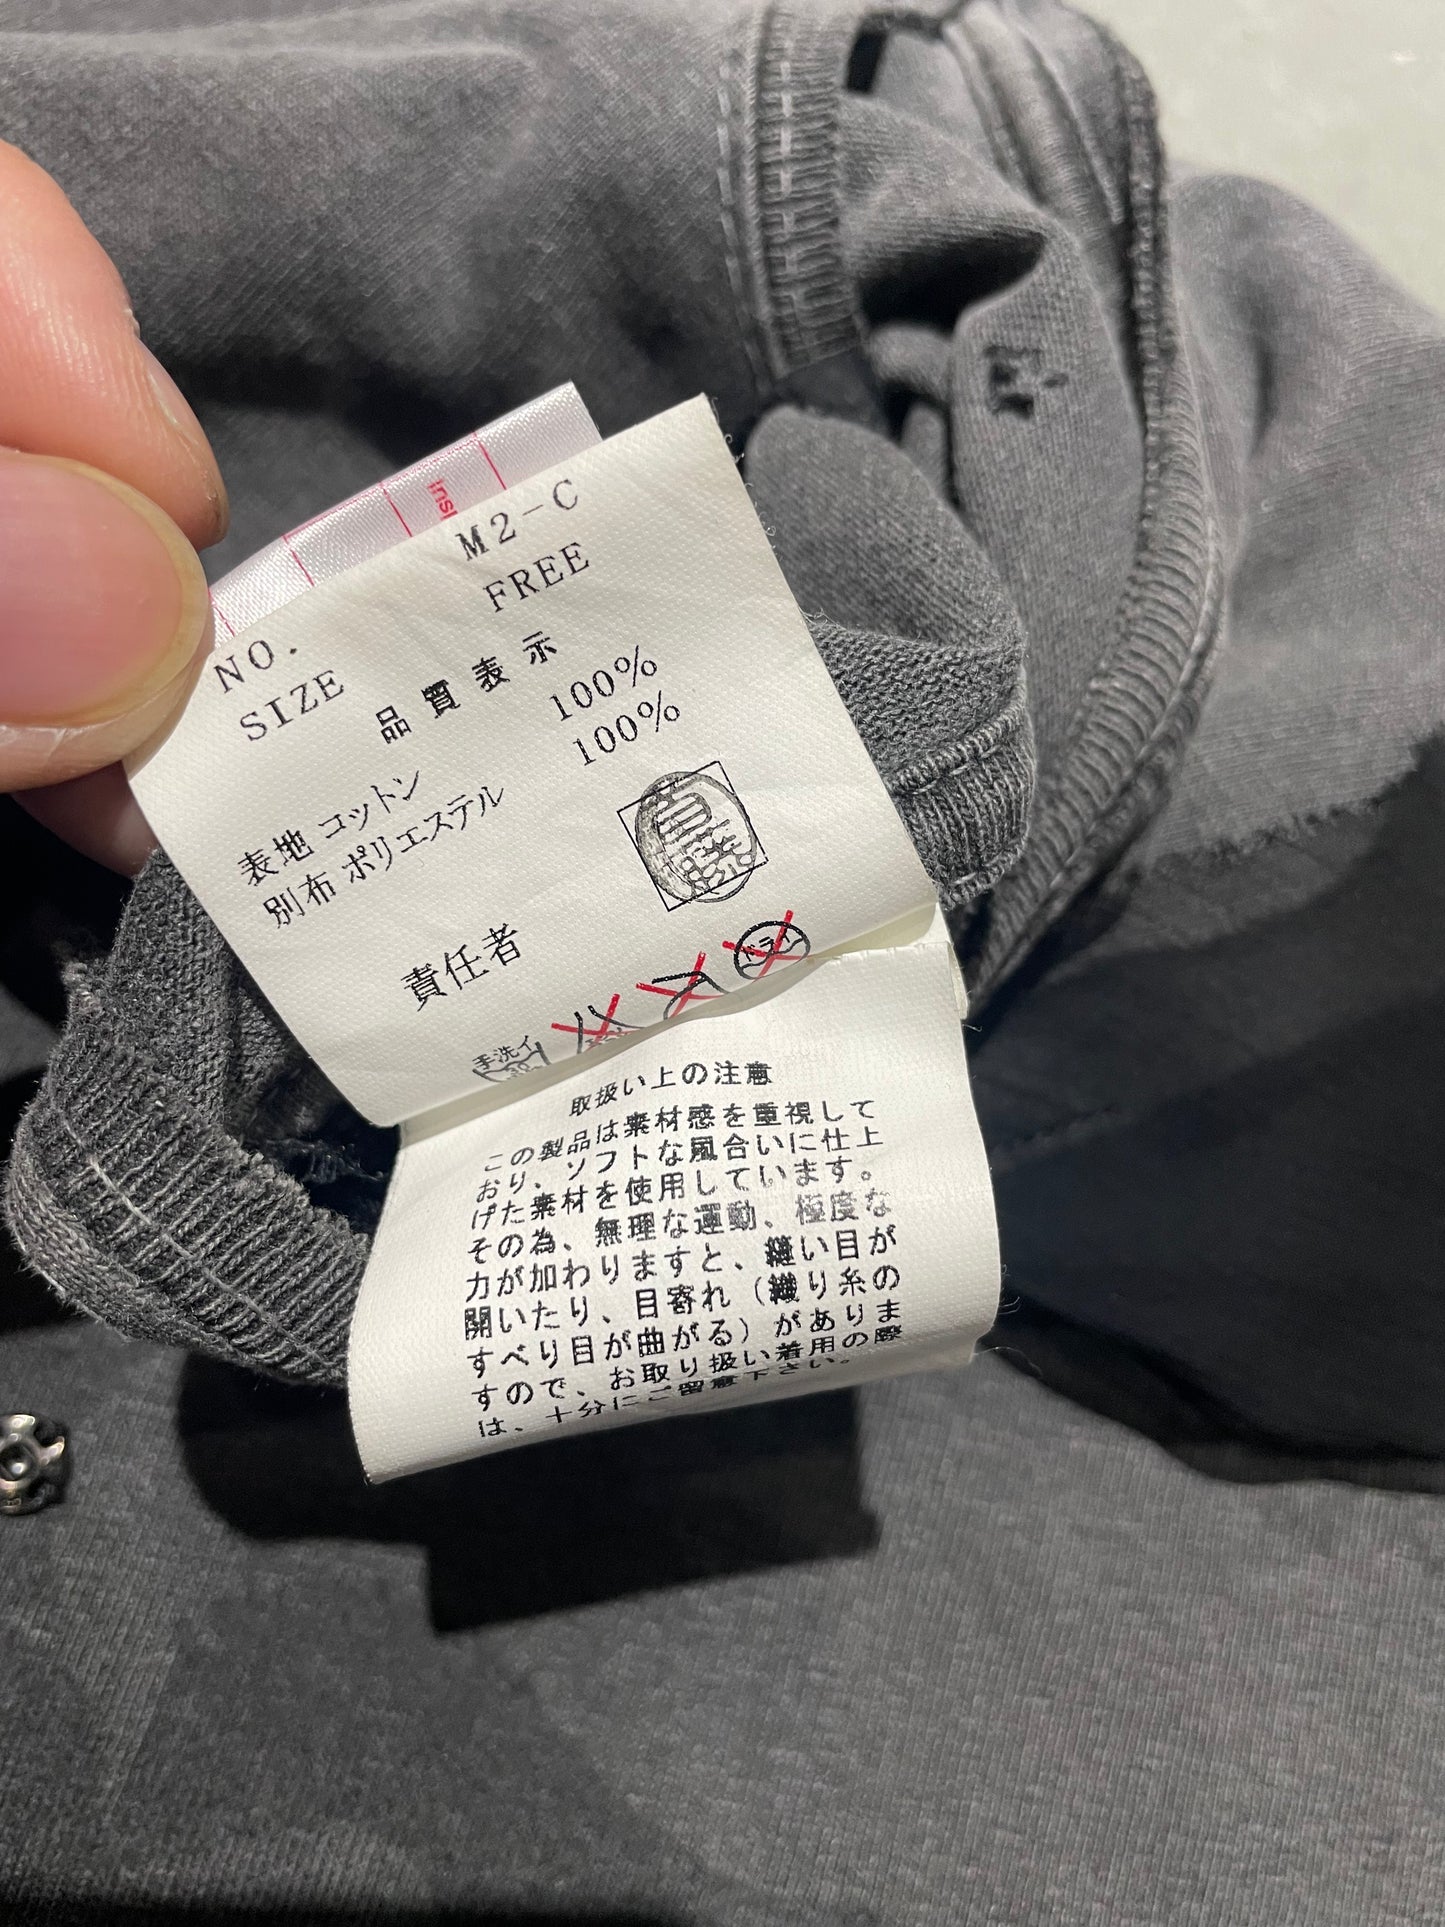 NO. M2-C
SIZE FREE
品質表示
表地 コットン 100%
別布 ポリエステル 100%
責任者
手洗イ
ドライ
取扱い上の注意
この製品は素材感を重視して
おり、ソフトな風合いに仕上
げた素材を使用しています。
その為、無理な運動、極度な
力が加わりますと、縫い目が
開いたり、目寄れ（織り糸の
すべり目が曲がる）がありま
すので、お取り扱い着用の際
は、十分にご留意下さい。